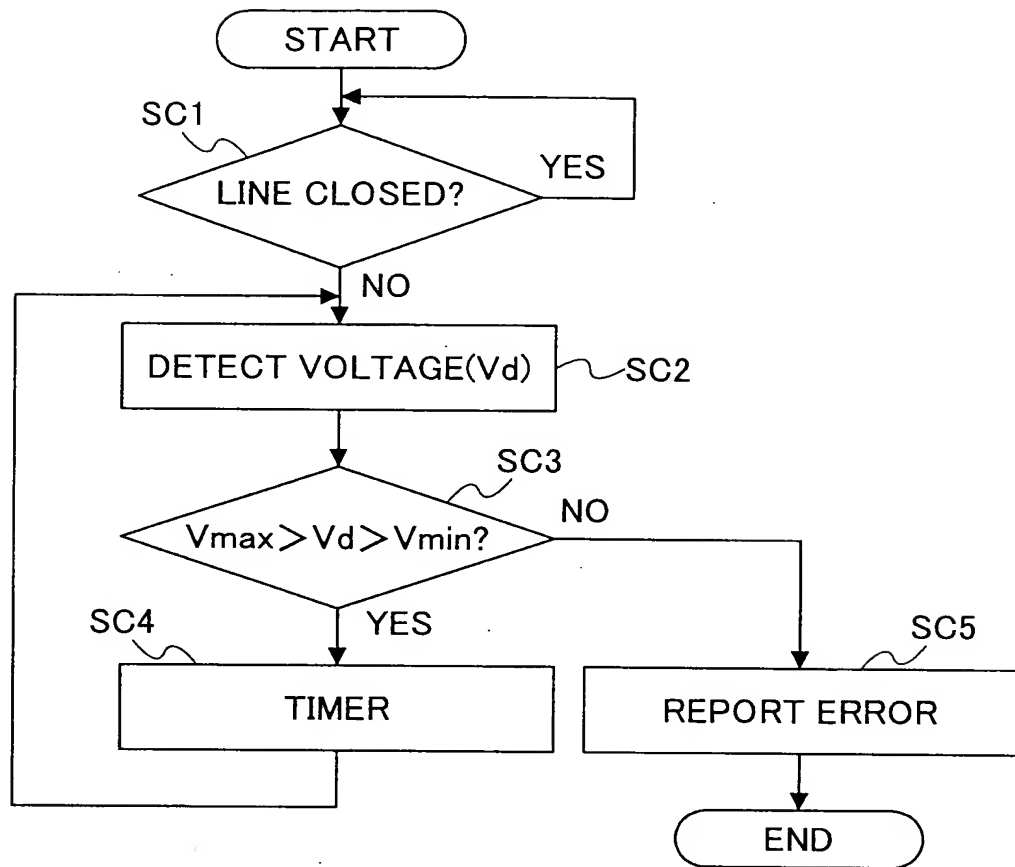 START
SC1
YES
LINE CLOSED?
NO
DETECT VOLTAGE(Vd)
SC2
SC3
NO
Vmax>Vd>Vmin?
YES
SC4
SC5
TIMER
REPORT ERROR
END